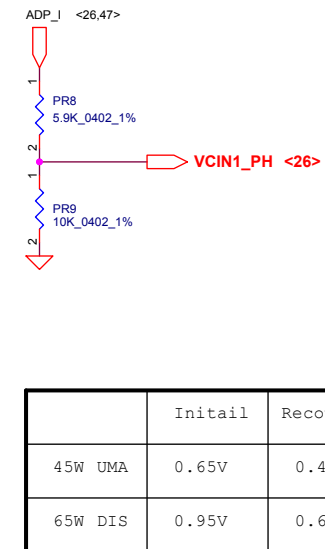 ADP_I <26,47>
1
PR8
5.9K_0402_1%
2
VCIN1_PH <26>
1
PR9
10K_0402_1%
2
Initail
45W UMA 0.65V
65W DIS 0.95V